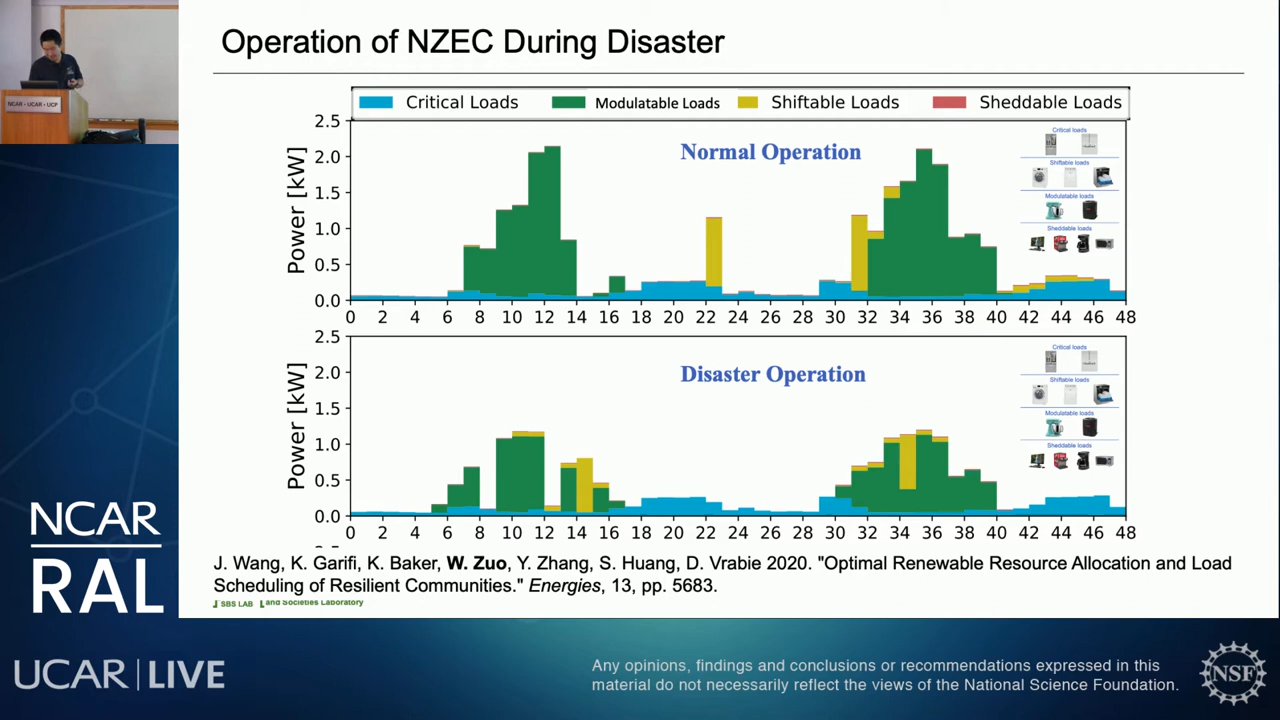 Operation of NZEC During Disaster
NCAR • UCAR • UCP
Critical Loads Modulatable Loads Shiftable Loads Sheddable Loads
Normal Operation
Power [kW]
2.5
2.0
1.5
1.0
0.5
0.0
0 2 4 6 8 10 12 14 16 18 20 22 24 26 28 30 32 34 36 38 40 42 44 46 48
Critical loads
Shiftable loads
Modulatable loads
Sheddable loads
Disaster Operation
Power [kW]
2.5
2.0
1.5
1.0
0.5
0.0
0 2 4 6 8 10 12 14 16 18 20 22 24 26 28 30 32 34 36 38 40 42 44 46 48
Critical loads
Shiftable loads
Modulatable loads
Sheddable loads
J. Wang, K. Garifi, K. Baker, W. Zuo, Y. Zhang, S. Huang, D. Vrabie 2020. "Optimal Renewable Resource Allocation and Load
Scheduling of Resilient Communities." Energies, 13, pp. 5683.
SBS LAB and Societies Laboratory
NCAR
RAL
UCAR | LIVE
Any opinions, findings and conclusions or recommendations expressed in this
material do not necessarily reflect the views of the National Science Foundation.
NSF